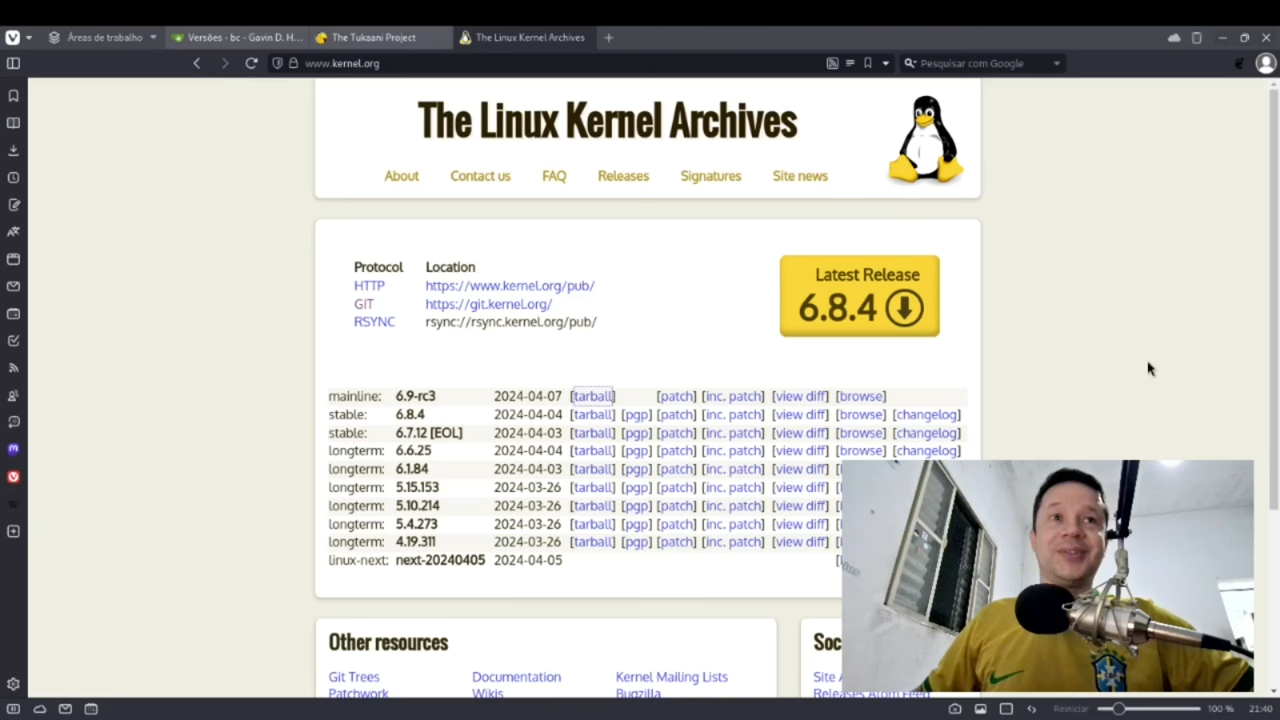 Áreas de trabalho
Versões - bc - Gavin D. H...
The Tukaani Project
The Linux Kernel Archives
www.kernel.org
Pesquisar com Google
The Linux Kernel Archives
About Contact us FAQ Releases Signatures Site news
Protocol Location
HTTP https://www.kernel.org/pub/
GIT https://git.kernel.org/
RSYNC rsync://rsync.kernel.org/pub/
Latest Release
6.8.4
mainline: 6.9-rc3 2024-04-07 [tarball] [patch] [inc. patch] [view diff] [browse]
stable: 6.8.4 2024-04-04 [tarball] [pgp] [patch] [inc. patch] [view diff] [browse] [changelog]
stable: 6.7.12 [EOL] 2024-04-03 [tarball] [pgp] [patch] [inc. patch] [view diff] [browse] [changelog]
longterm: 6.6.25 2024-04-04 [tarball] [pgp] [patch] [inc. patch] [view diff] [browse] [changelog]
longterm: 6.1.84 2024-04-03 [tarball] [pgp] [patch] [inc. patch] [view diff]
longterm: 5.15.153 2024-03-26 [tarball] [pgp] [patch] [inc. patch] [view diff]
longterm: 5.10.214 2024-03-26 [tarball] [pgp] [patch] [inc. patch] [view diff]
longterm: 5.4.273 2024-03-26 [tarball] [pgp] [patch] [inc. patch] [view diff]
longterm: 4.19.311 2024-03-26 [tarball] [pgp] [patch] [inc. patch] [view diff]
linux-next: next-20240405 2024-04-05
Other resources
Git Trees Documentation Kernel Mailing Lists
Patchwork Wikis Bugzilla
Soc
Site
Releases Atom Feed
Reiniciar 100 % 21:40